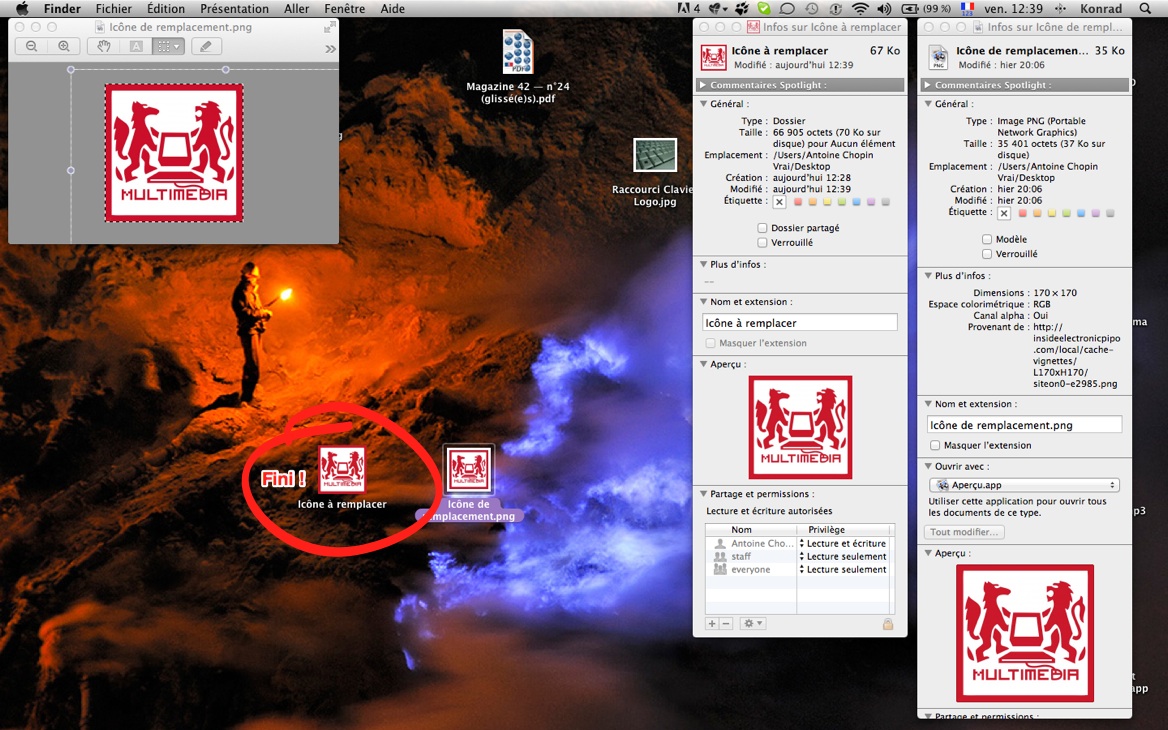 Finder Fichier Édition Présentation Aller Fenêtre Aide
4 (99 %) 123 ven. 12:39 Konrad
Icône de remplacement.png
MULTIMEDIA
Magazine 42 — n°24
(glissé(e)s).pdf
Raccourci Clavie
Logo.jpg
Fini !
MULTIMEDIA
Icône à remplacer
MULTIMEDIA
Icône de
remplacement.png
Infos sur Icône à remplacer
Icône à remplacer 67 Ko
Modifié : aujourd'hui 12:39
Commentaires Spotlight :
Général :
Type : Dossier
Taille : 66 905 octets (70 Ko sur
disque) pour Aucun élément
Emplacement : /Users/Antoine Chopin
Vrai/Desktop
Création : aujourd'hui 12:28
Modifié : aujourd'hui 12:39
Étiquette :
Dossier partagé
Verrouillé
Plus d'infos :
--
Nom et extension :
Icône à remplacer
Masquer l'extension
Aperçu :
MULTIMEDIA
Partage et permissions :
Lecture et écriture autorisées
Nom Privilège
Antoine Cho... Lecture et écriture
staff Lecture seulement
everyone Lecture seulement
Infos sur Icône de rempl...
PNG
Icône de remplacemen... 35 Ko
Modifié : hier 20:06
Commentaires Spotlight :
Général :
Type : Image PNG (Portable
Network Graphics)
Taille : 35 401 octets (37 Ko sur
disque)
Emplacement : /Users/Antoine Chopin
Vrai/Desktop
Création : hier 20:06
Modifié : hier 20:06
Étiquette :
Modèle
Verrouillé
Plus d'infos :
Dimensions : 170 × 170
Espace colorimétrique : RGB
Canal alpha : Oui
Provenant de : http://
insideelectronicpipo
.com/local/cache-
vignettes/
L170xH170/
siteon0-e2985.png
Nom et extension :
Icône de remplacement.png
Masquer l'extension
Ouvrir avec :
Aperçu.app
Utiliser cette application pour ouvrir tous
les documents de ce type.
Tout modifier...
Aperçu :
MULTIMEDIA
Partage et permissions :
ma
p3
app